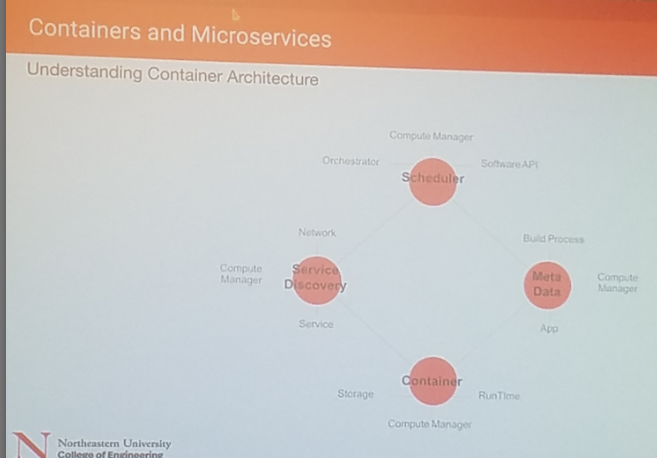 Containers and Microservices
Understanding Container Architecture
Compute Manager
Orchestrator
Software API
Scheduler
Network
Build Process
Compute
Manager
Service
Discovery
Meta
Data
Compute
Manager
Service
App
Container
Storage
RunTime
Compute Manager
N
Northeastern University
College of Engineering